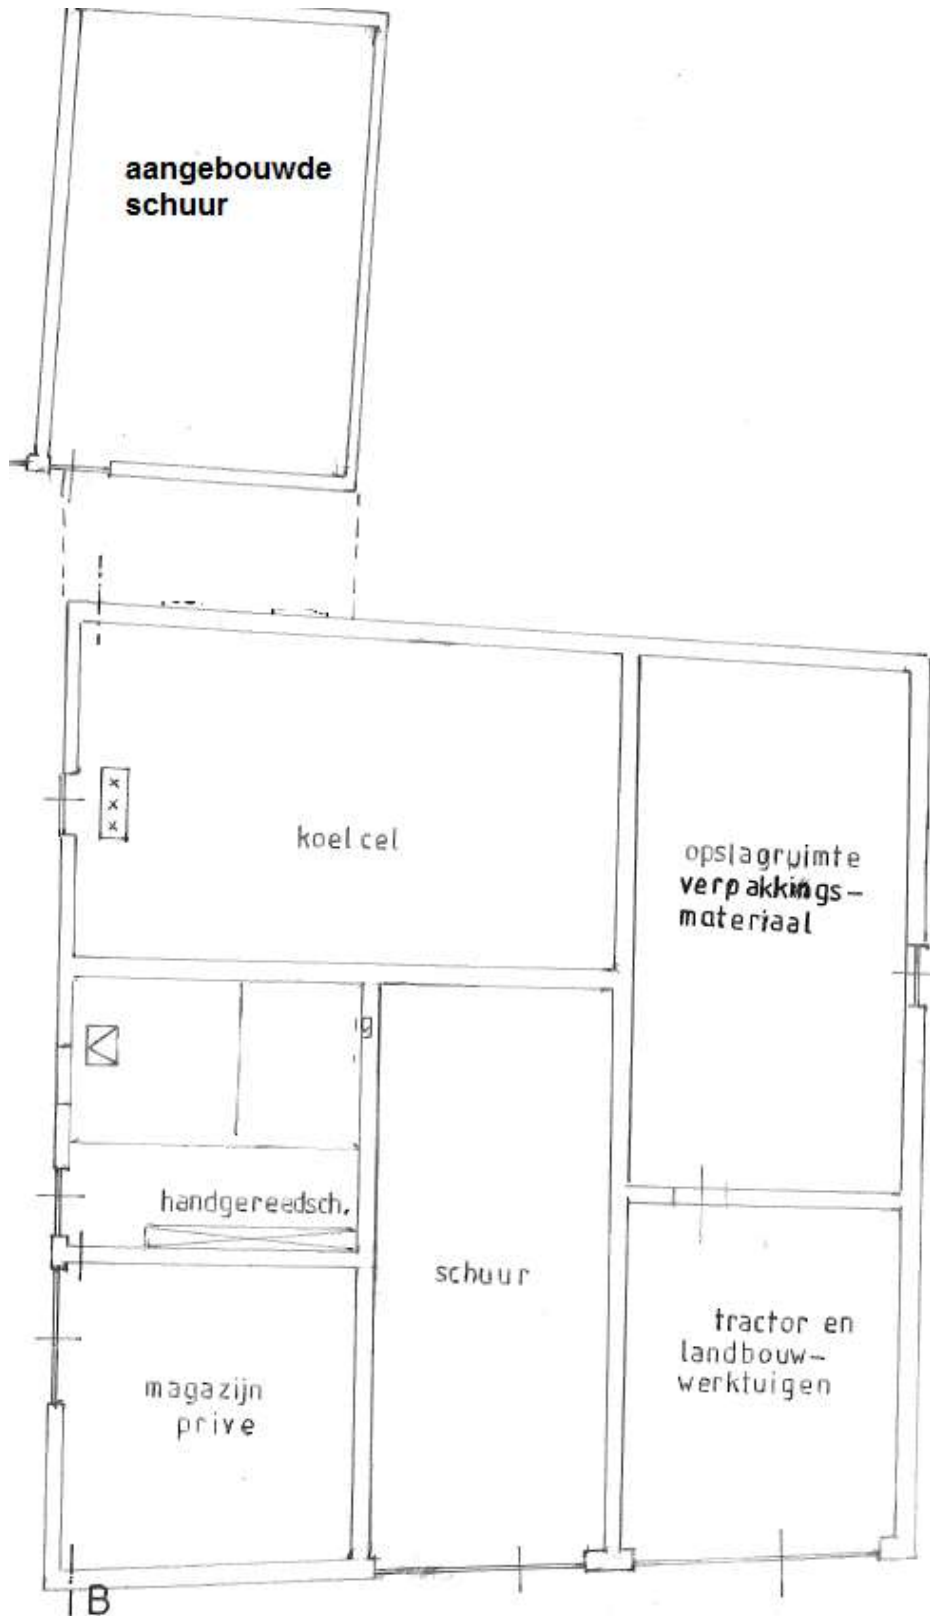 aangebouwde
schuur
koelcel
opslagruimte
verpakkings-
materiaal
g
handgereedsch.
schuur
tractor en
landbouw-
werktuigen
magazijn
prive
B